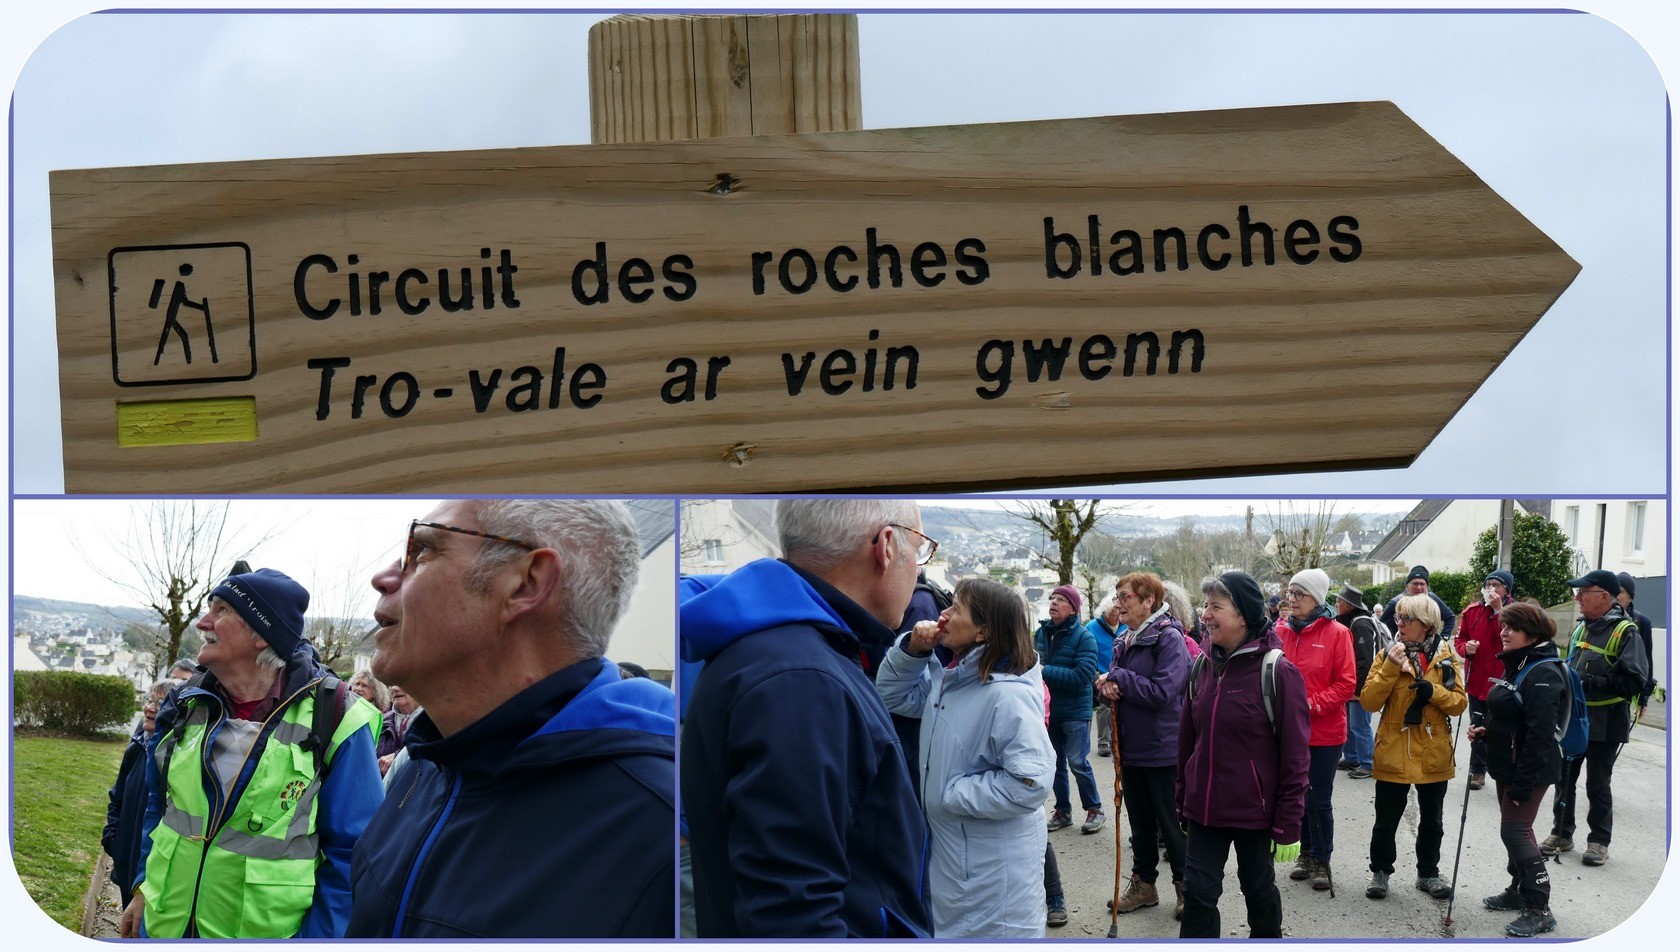 Circuit des roches blanches
Tro-vale ar vein gwenn